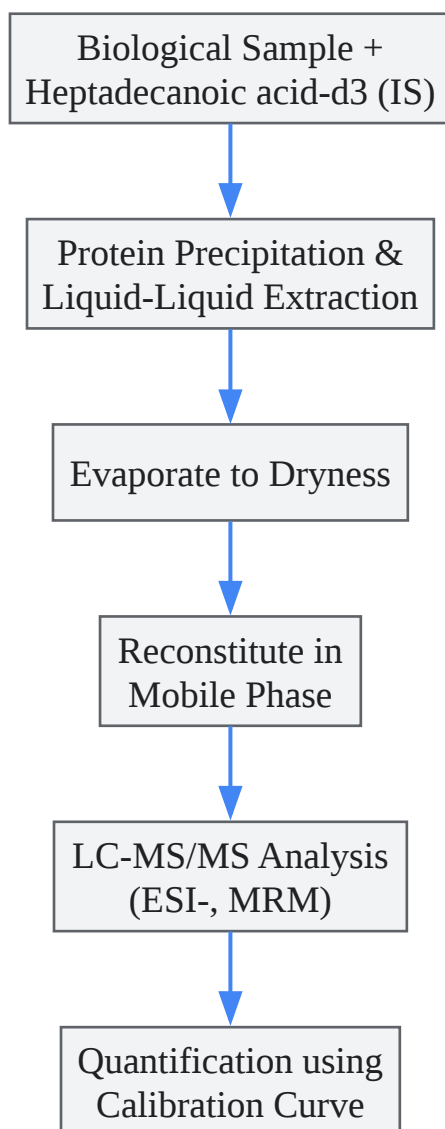 Biological Sample +
Heptadecanoic acid-d3 (IS)
Protein Precipitation &
Liquid-Liquid Extraction
Evaporate to Dryness
Reconstitute in
Mobile Phase
LC-MS/MS Analysis
(ESI-, MRM)
Quantification using
Calibration Curve